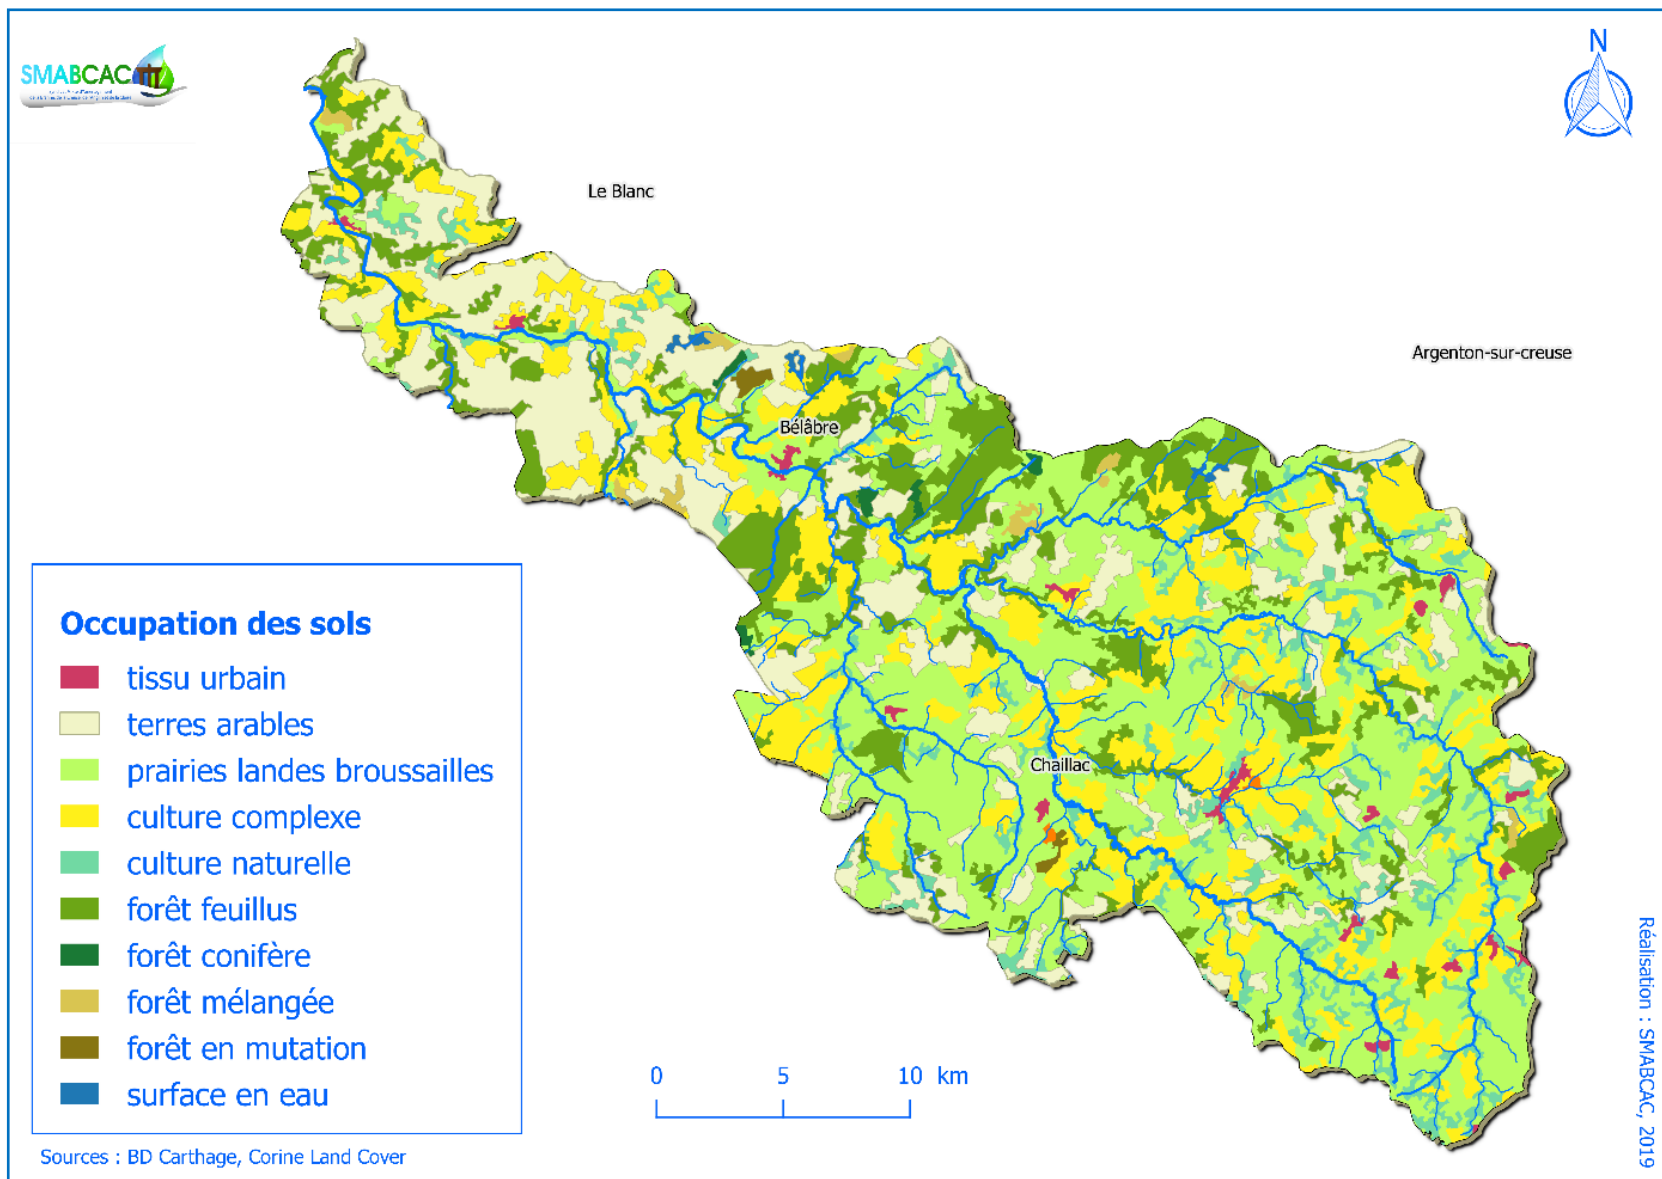 SMABCAC
N
Le Blanc
Argenton-sur-creuse
Bélâbre
Chaillac
Occupation des sols
tissu urbain
terres arables
prairies landes broussailles
culture complexe
culture naturelle
forêt feuillus
forêt conifère
forêt mélangée
forêt en mutation
surface en eau
0 5 10 km
Sources : BD Carthage, Corine Land Cover
Réalisation : SMABCAC, 2019